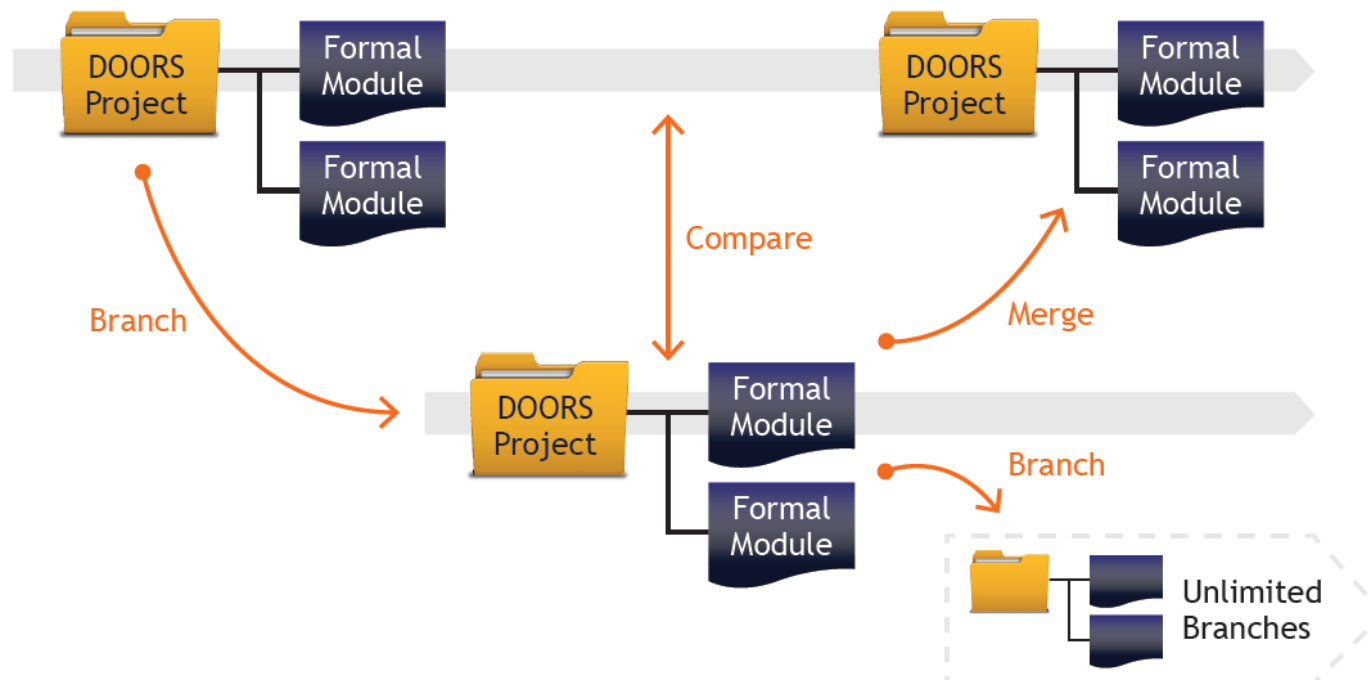 DOORS
Project
Formal
Module
Formal
Module
DOORS
Project
Formal
Module
Formal
Module
Compare
Branch
Merge
DOORS
Project
Formal
Module
Formal
Module
Branch
Unlimited
Branches